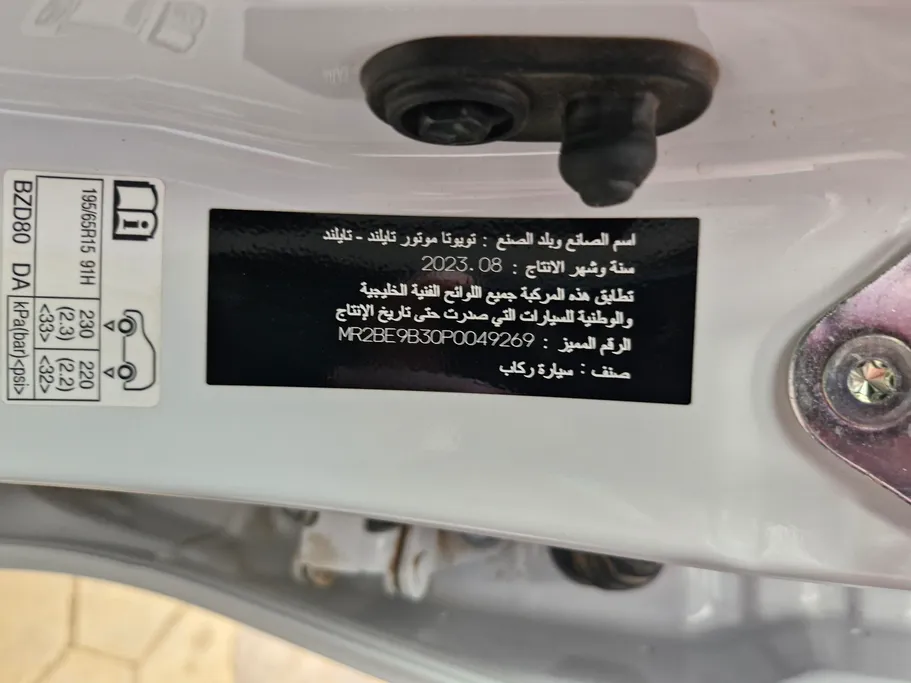 اسم الصانع وبلد الصنع : تويوتا موتور تايلند - تايلند
سنة وشهر الانتاج : 2023.08
تطابق هذه المركبة جميع اللوائح الفنية الخليجية
والوطنية للسيارات التي صدرت حتى تاريخ الإنتاج
الرقم المميز : MR2BE9B30P0049269
صنف : سيارة ركاب
195/65R15 91H
230 (2.3) <33>
220 (2.2) <32>
kPa(bar)<psi>
BZD80 DA